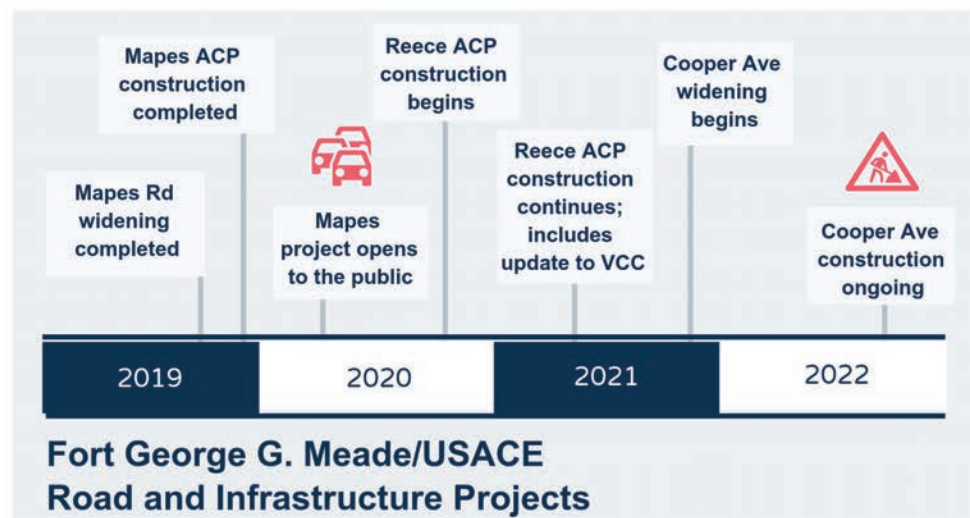 Mapes ACP
construction
completed
Reece ACP
construction
begins
Cooper Ave
widening
begins
Mapes Rd
widening
completed
Mapes
project opens
to the public
Reece ACP
construction
continues;
includes
update to VCC
Cooper Ave
construction
ongoing
2019
2020
2021
2022
Fort George G. Meade/USACE
Road and Infrastructure Projects